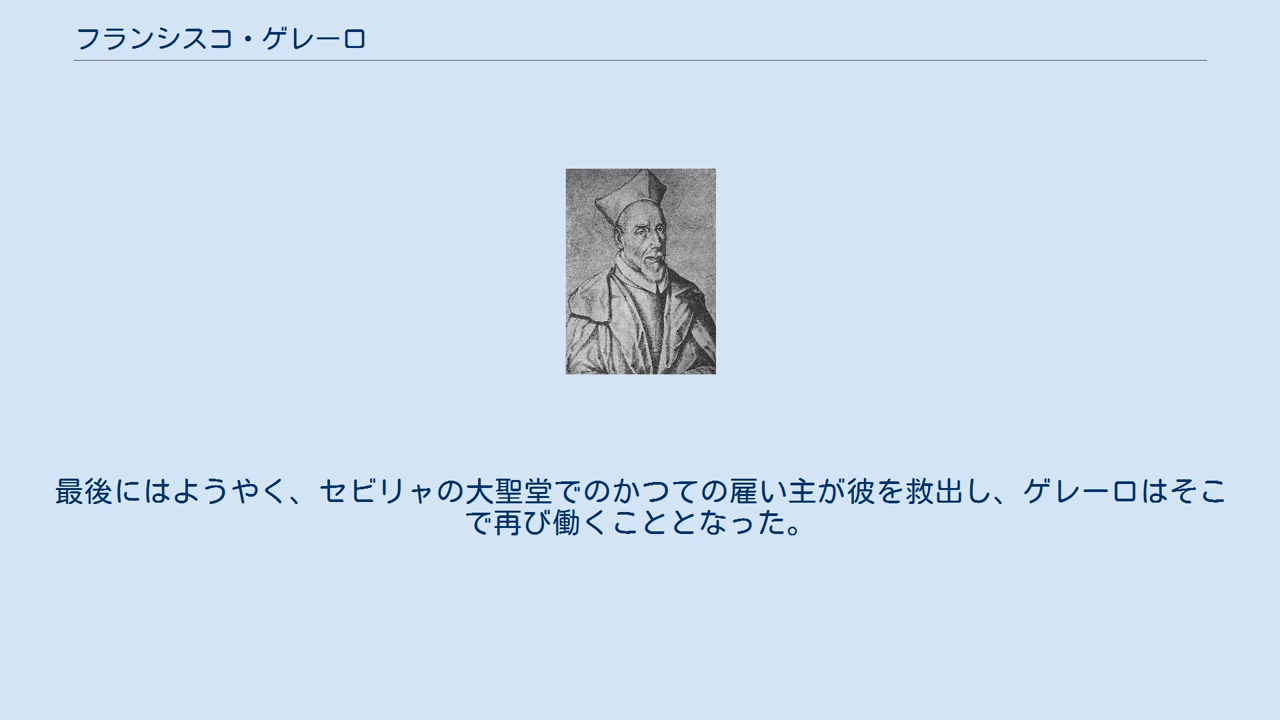 フランシスコ・ゲレーロ
最後にはようやく、セビリャの大聖堂でのかつての雇い主が彼を救出し、ゲレーロはそこ
で再び働くこととなった。